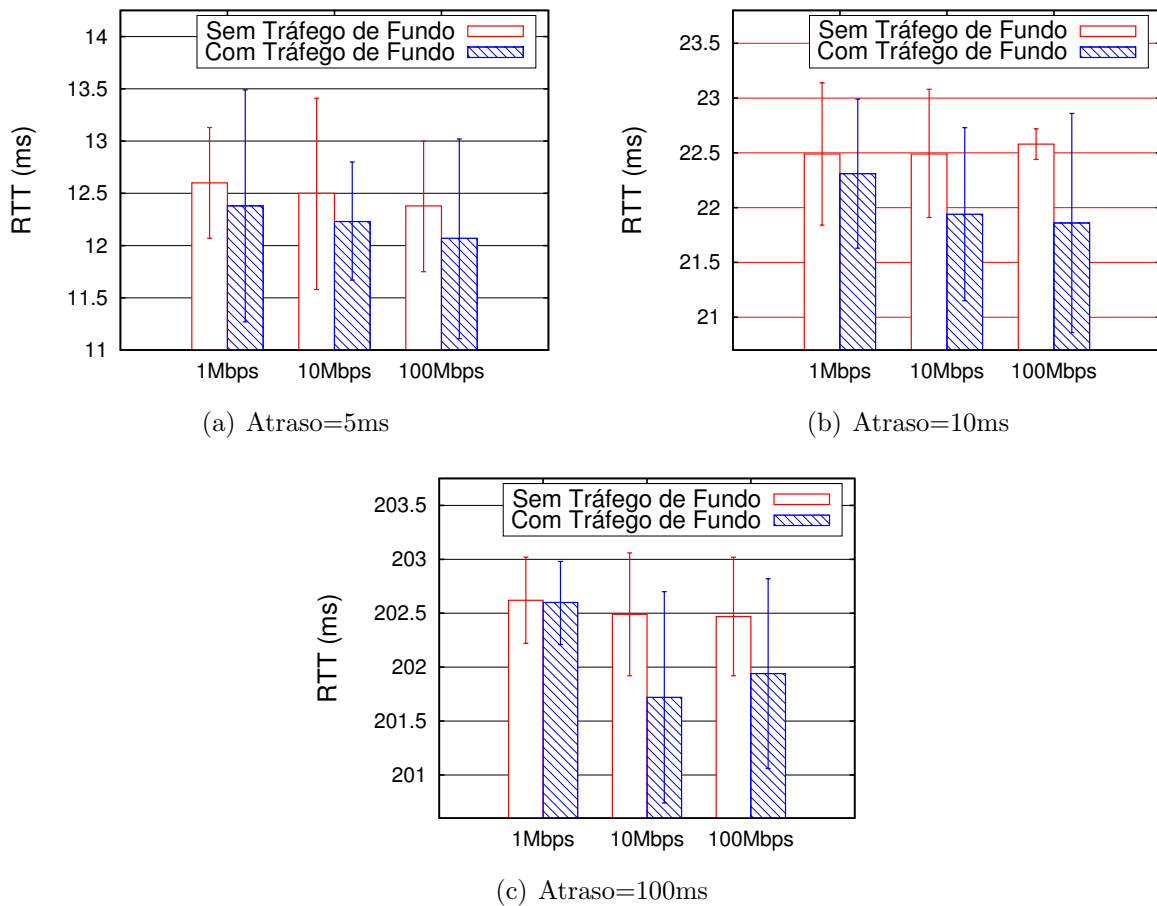 14
13.5
13
12.5
12
11.5
11
RTT (ms)
Sem Tráfego de Fundo
Com Tráfego de Fundo
1Mbps 10Mbps 100Mbps
(a) Atraso=5ms
23.5
23
22.5
22
21.5
21
RTT (ms)
Sem Tráfego de Fundo
Com Tráfego de Fundo
1Mbps 10Mbps 100Mbps
(b) Atraso=10ms
203.5
203
202.5
202
201.5
201
RTT (ms)
Sem Tráfego de Fundo
Com Tráfego de Fundo
1Mbps 10Mbps 100Mbps
(c) Atraso=100ms